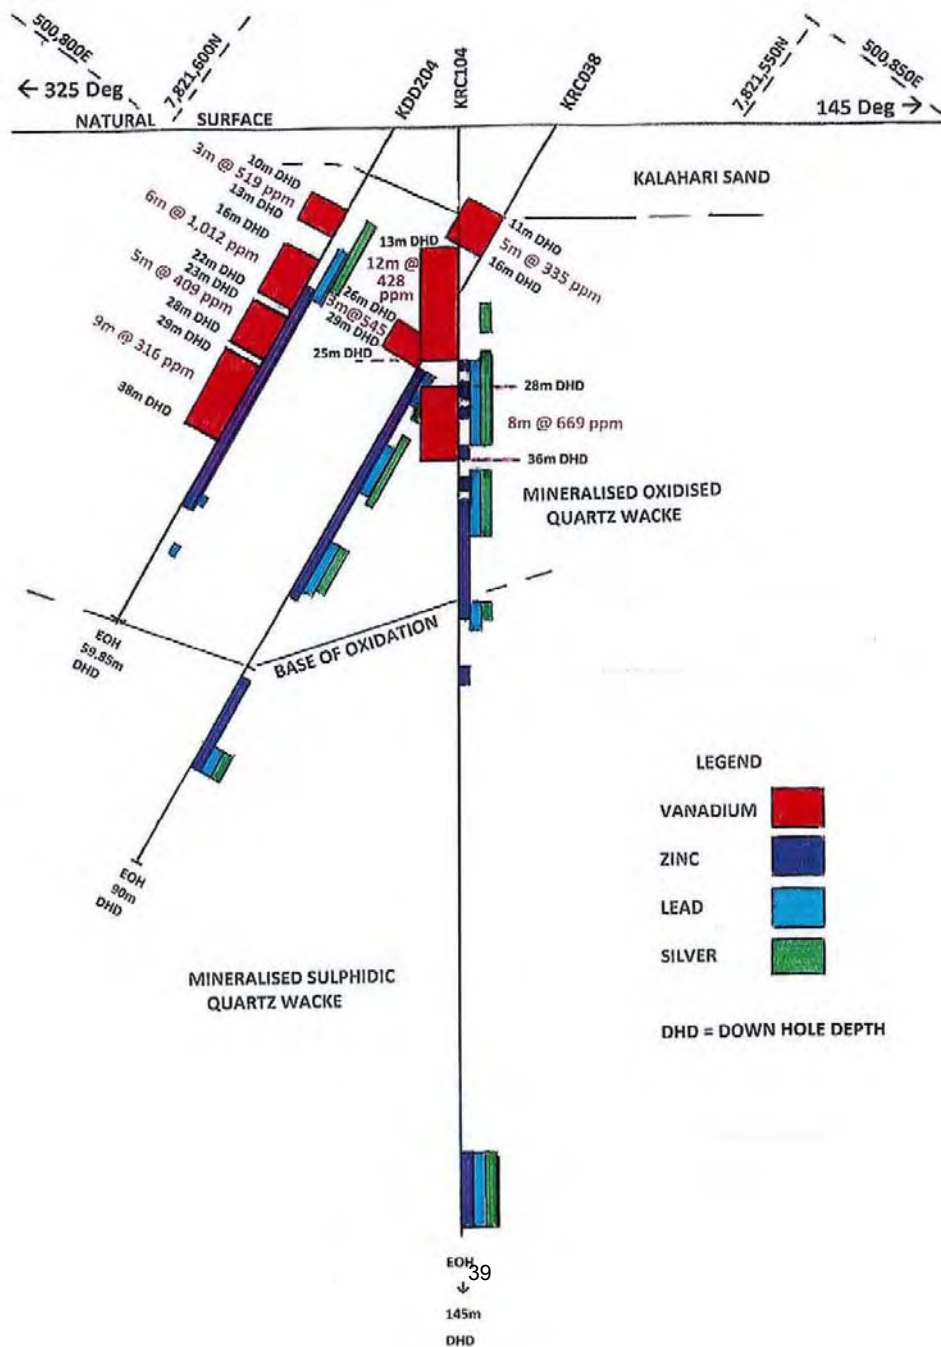 500,800E
7,821,600N
KDD204
KRC104
KRC038
7,821,550N
500,850E
← 325 Deg
145 Deg →
NATURAL SURFACE
KALAHARI SAND
10m DHD
3m @ 519 ppm
13m DHD
16m DHD
6m @ 1,012 ppm
22m DHD
23m DHD
5m @ 409 ppm
28m DHD
29m DHD
9m @ 316 ppm
38m DHD
11m DHD
5m @ 335 ppm
16m DHD
13m DHD
12m @
428
ppm
26m DHD
3m@545
29m DHD
25m DHD
28m DHD
8m @ 669 ppm
36m DHD
MINERALISED OXIDISED
QUARTZ WACKE
BASE OF OXIDATION
EOH
59.85m
DHD
EOH
90m
DHD
MINERALISED SULPHIDIC
QUARTZ WACKE
LEGEND
VANADIUM
ZINC
LEAD
SILVER
DHD = DOWN HOLE DEPTH
EOH
39
↓
145m
DHD